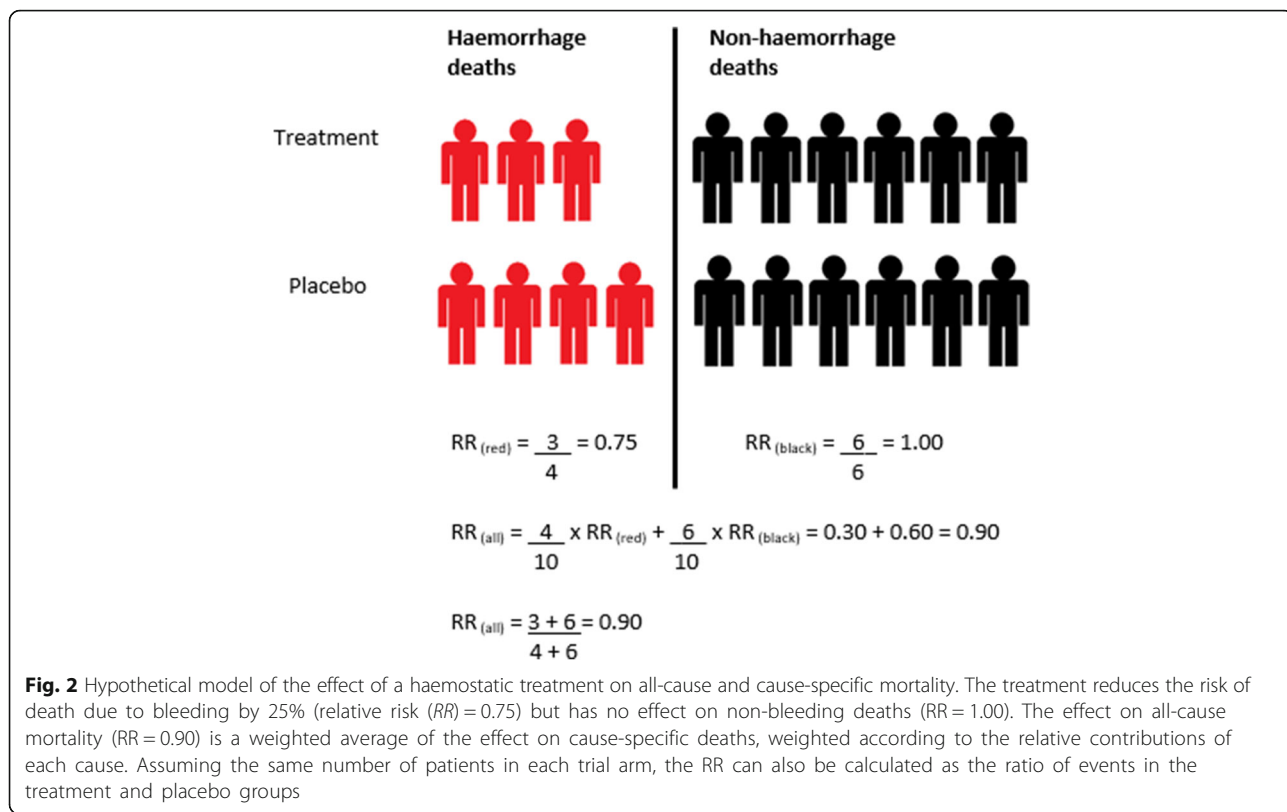 Haemorrhage deaths
Non-haemorrhage deaths
Treatment
Placebo
RR (red) = 3 = 0.75
4
RR (black) = 6 = 1.00
6
RR (all) = 4 x RR (red) + 6 x RR (black) = 0.30 + 0.60 = 0.90
10 10
RR (all) = 3 + 6 = 0.90
4 + 6
Fig. 2 Hypothetical model of the effect of a haemostatic treatment on all-cause and cause-specific mortality. The treatment reduces the risk of
death due to bleeding by 25% (relative risk (RR) = 0.75) but has no effect on non-bleeding deaths (RR = 1.00). The effect on all-cause
mortality (RR = 0.90) is a weighted average of the effect on cause-specific deaths, weighted according to the relative contributions of
each cause. Assuming the same number of patients in each trial arm, the RR can also be calculated as the ratio of events in the
treatment and placebo groups